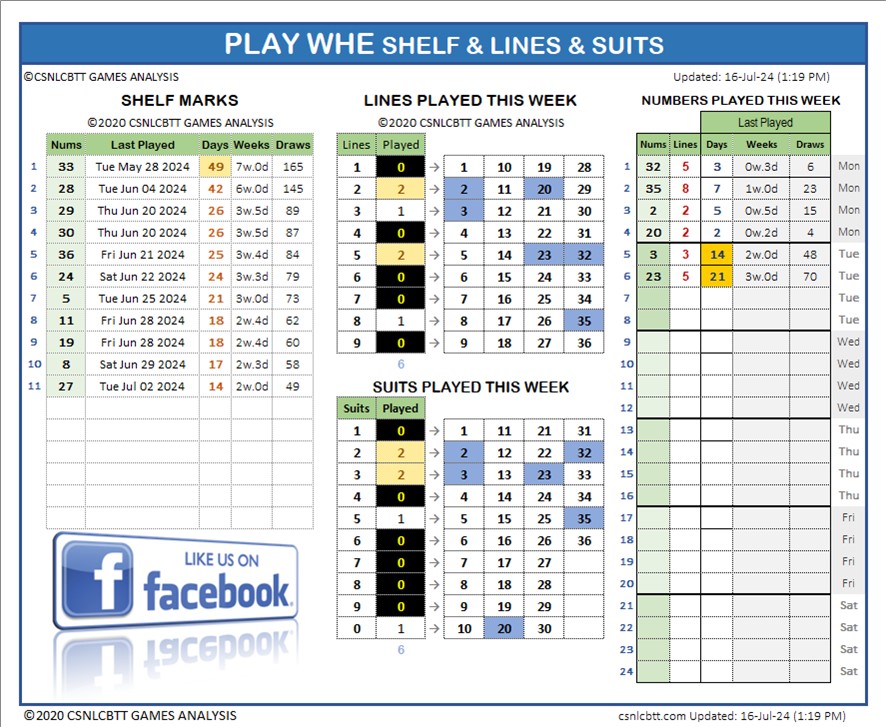 PLAY WHE SHELF & LINES & SUITS
©CSNLCBTT GAMES ANALYSIS
Updated: 16-Jul-24 (1:19 PM)
SHELF MARKS
©2020 CSNLCBTT GAMES ANALYSIS
Nums Last Played Days Weeks Draws
1 33 Tue May 28 2024 49 7w.0d 165
2 28 Tue Jun 04 2024 42 6w.0d 145
3 29 Thu Jun 20 2024 26 3w.5d 89
4 30 Thu Jun 20 2024 26 3w.5d 87
5 36 Fri Jun 21 2024 25 3w.4d 84
6 24 Sat Jun 22 2024 24 3w.3d 79
7 5 Tue Jun 25 2024 21 3w.0d 73
8 11 Fri Jun 28 2024 18 2w.4d 62
9 19 Fri Jun 28 2024 18 2w.4d 60
10 8 Sat Jun 29 2024 17 2w.3d 58
11 27 Tue Jul 02 2024 14 2w.0d 49
LIKE US ON
f facebook.
LINES PLAYED THIS WEEK
©2020 CSNLCBTT GAMES ANALYSIS
Lines Played
1 0 → 1 10 19 28
2 2 → 2 11 20 29
3 1 → 3 12 21 30
4 0 → 4 13 22 31
5 2 → 5 14 23 32
6 0 → 6 15 24 33
7 0 → 7 16 25 34
8 1 → 8 17 26 35
9 0 → 9 18 27 36
6
SUITS PLAYED THIS WEEK
Suits Played
1 0 → 1 11 21 31
2 2 → 2 12 22 32
3 2 → 3 13 23 33
4 0 → 4 14 24 34
5 1 → 5 15 25 35
6 0 → 6 16 26 36
7 0 → 7 17 27
8 0 → 8 18 28
9 0 → 9 19 29
0 1 → 10 20 30
6
NUMBERS PLAYED THIS WEEK
Last Played
Nums Lines Days Weeks Draws
1 32 5 3 0w.3d 6 Mon
2 35 8 7 1w.0d 23 Mon
3 2 2 5 0w.5d 15 Mon
4 20 2 2 0w.2d 4 Mon
5 3 3 14 2w.0d 48 Tue
6 23 5 21 3w.0d 70 Tue
7 Tue
8 Tue
9 Wed
10 Wed
11 Wed
12 Wed
13 Thu
14 Thu
15 Thu
16 Thu
17 Fri
18 Fri
19 Fri
20 Fri
21 Sat
22 Sat
23 Sat
24 Sat
©2020 CSNLCBTT GAMES ANALYSIS
csnlcbtt.com Updated: 16-Jul-24 (1:19 PM)